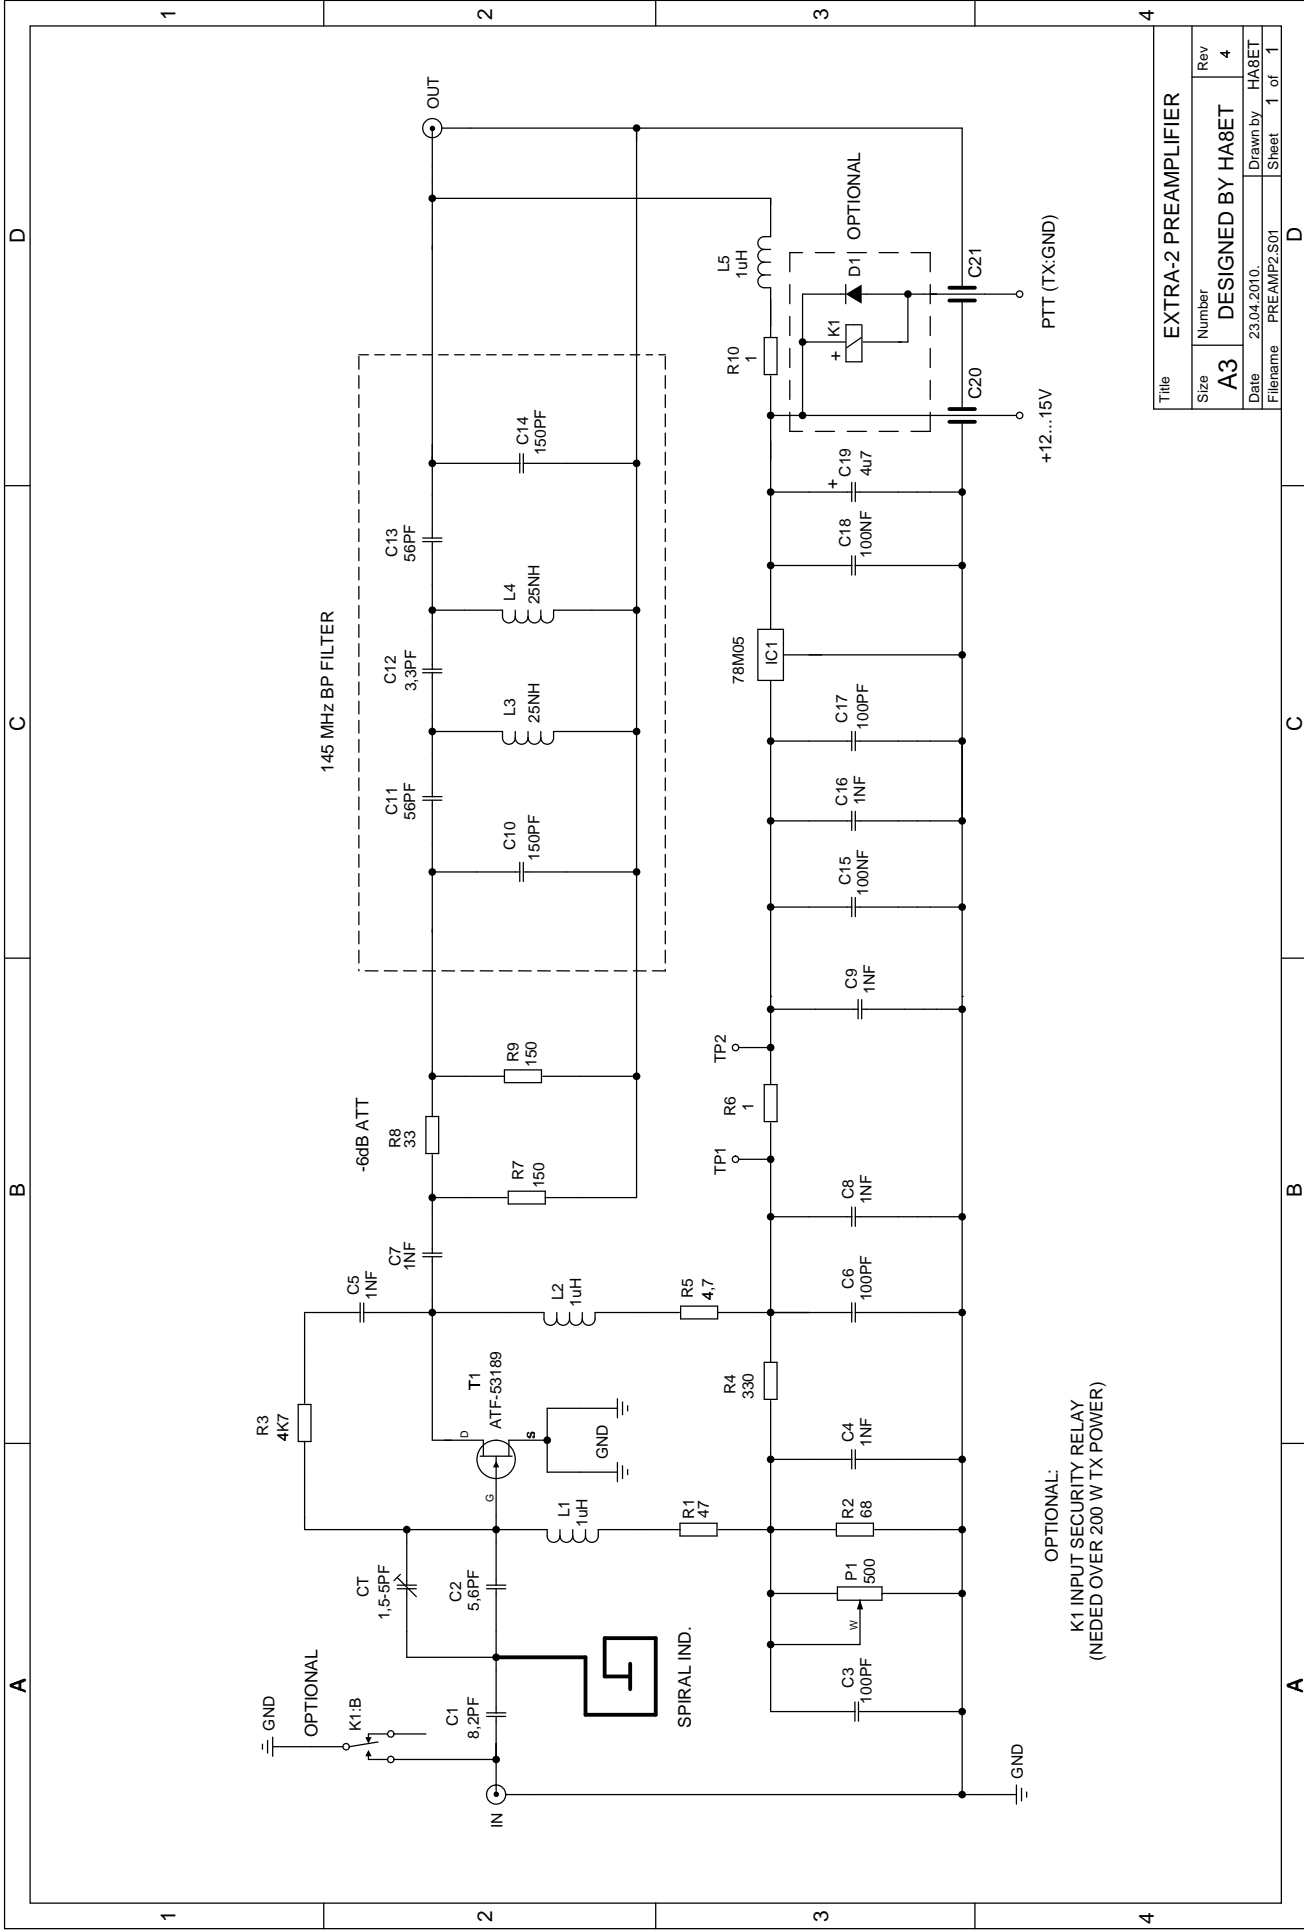 A
B
C
D
1
2
3
4
GND
OPTIONAL
K1:B
IN
C1
8,2PF
CT
1,5-5PF
C2
5,6PF
SPIRAL IND.
R3
4K7
C5
1NF
T1
ATF-53189
G
D
S
GND
L1
1uH
R1
47
L2
1uH
R5
4,7
C7
1NF
-6dB ATT
R8
33
R7
150
R9
150
145 MHz BP FILTER
C10
150PF
C11
56PF
L3
25NH
C12
3,3PF
L4
25NH
C13
56PF
C14
150PF
OUT
C3
100PF
W
P1
500
R2
68
C4
1NF
R4
330
C6
100PF
C8
1NF
TP1
R6
1
TP2
C9
1NF
C15
100NF
C16
1NF
C17
100PF
78M05
IC1
C18
100NF
+
C19
4u7
R10
1
L5
1uH
+
K1
D1
OPTIONAL
C20
C21
+12...15V
PTT (TX:GND)
GND
OPTIONAL:
K1 INPUT SECURITY RELAY
(NEDED OVER 200 W TX POWER)
Title
EXTRA-2 PREAMPLIFIER
Size
A3
Number
DESIGNED BY HA8ET
Rev
4
Date 23.04.2010.
Drawn by HA8ET
Filename PREAMP2.S01
Sheet 1 of 1
1
2
3
4
A
B
C
D